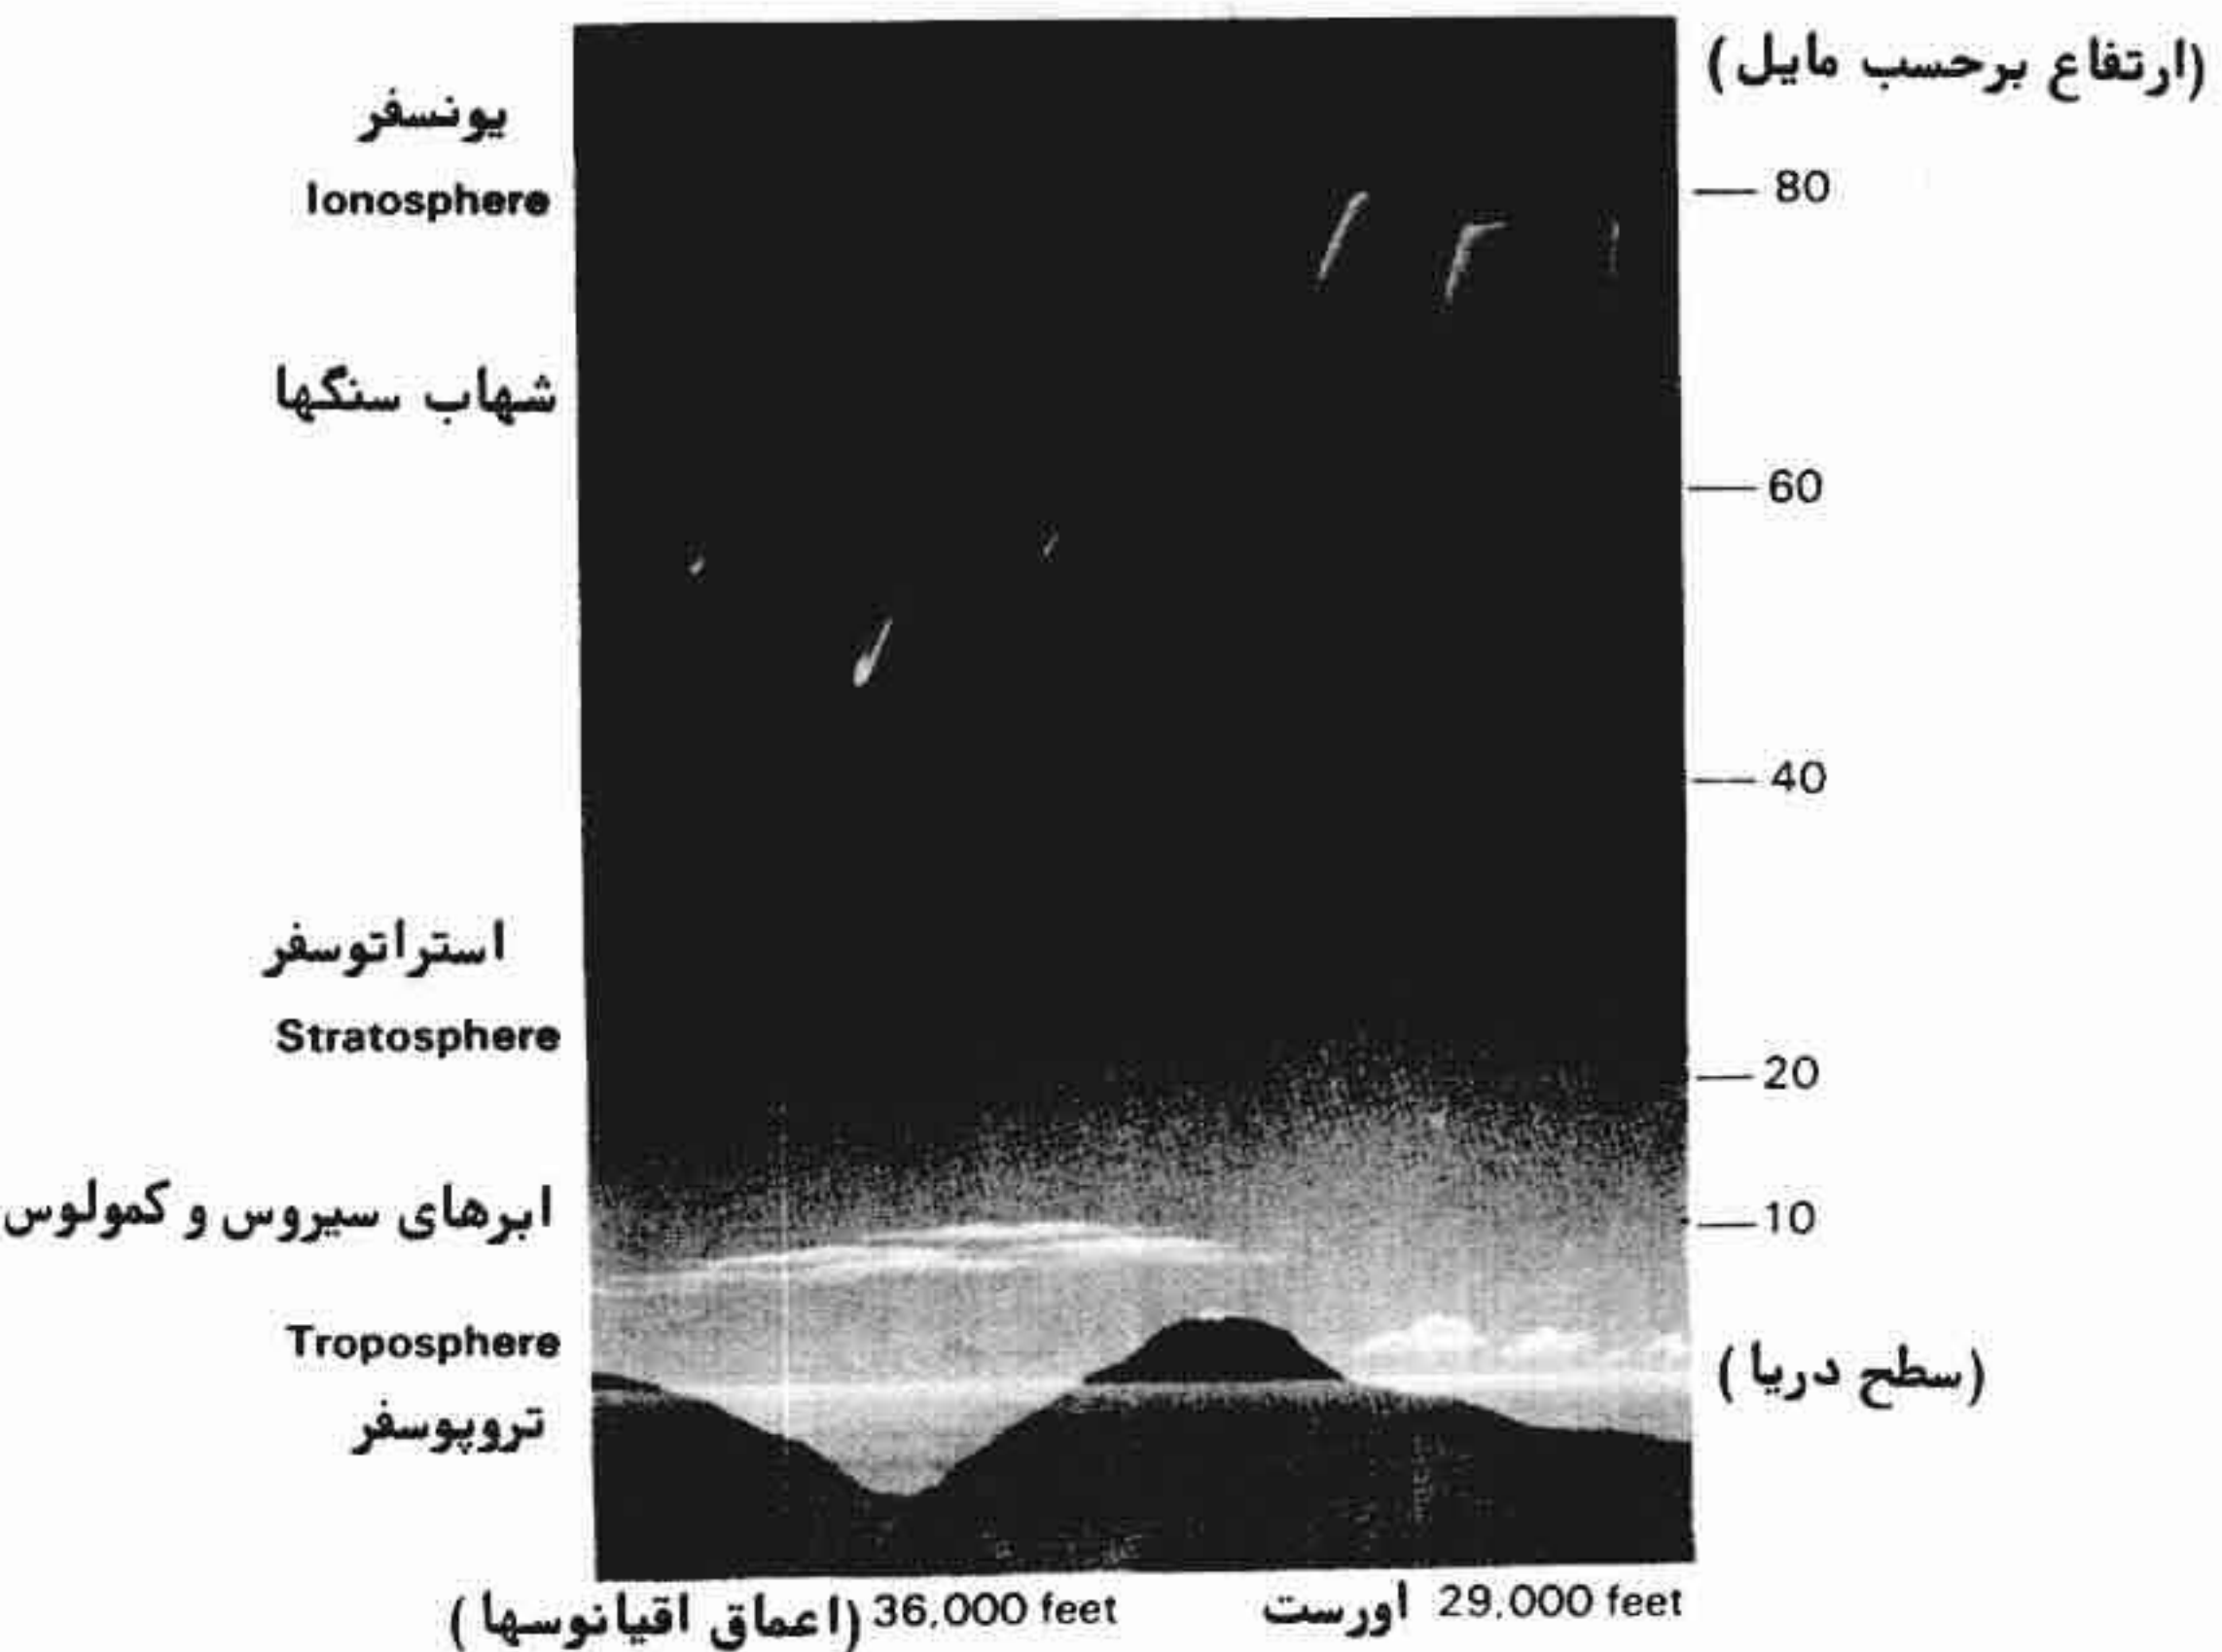 (ارتفاع برحسب مایل)
یونسفر
Ionosphere
80
شهاب سنگها
60
40
استراتوسفر
Stratosphere
20
ابرهای سیروس و کمولوس
10
Troposphere
(سطح دریا)
تروپوسفر
36,000 feet (اعماق اقیانوسها)
اورست 29,000 feet